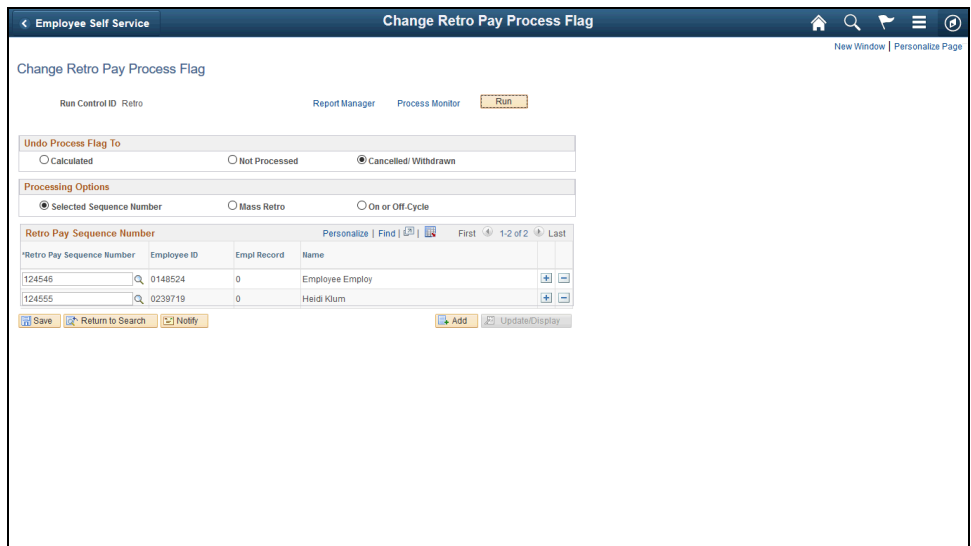 Employee Self Service
Change Retro Pay Process Flag
New Window | Personalize Page
Change Retro Pay Process Flag
Run Control ID Retro Report Manager Process Monitor Run
Undo Process Flag To
Calculated Not Processed Cancelled/ Withdrawn
Processing Options
Selected Sequence Number Mass Retro On or Off-Cycle
Retro Pay Sequence Number Personalize | Find | | First 1-2 of 2 Last
*Retro Pay Sequence Number Employee ID Empl Record Name
124546 0148524 0 Employee Employ
124555 0239719 0 Heidi Klum
Save Return to Search Notify Add Update/Display